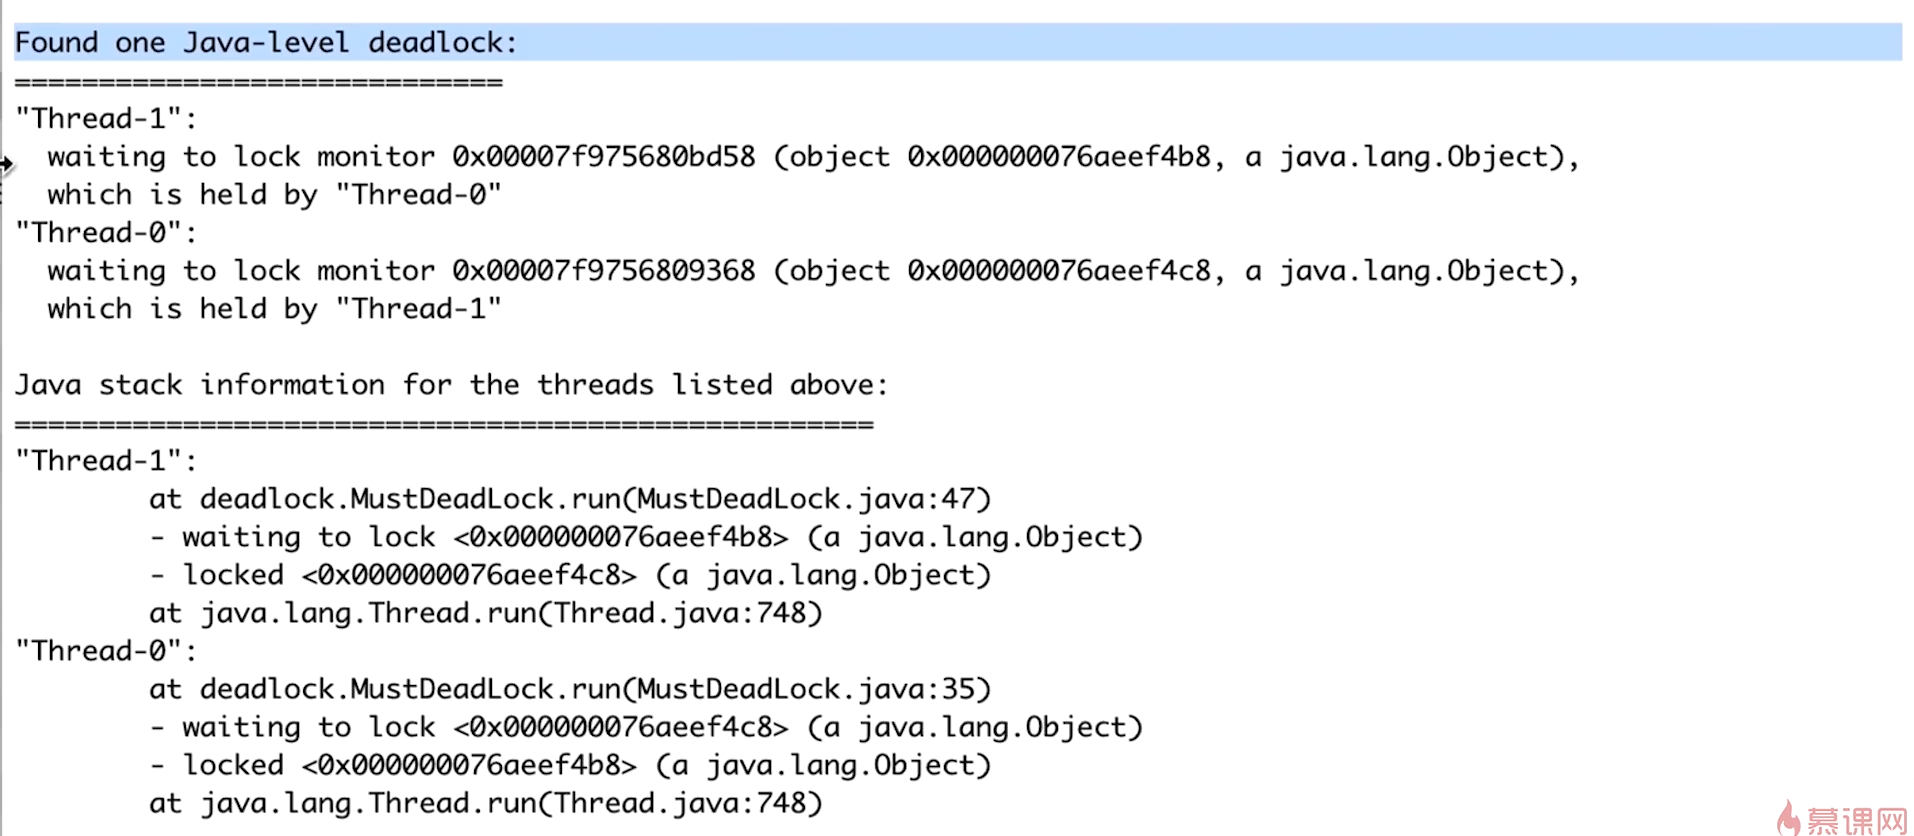 Found one Java-level deadlock:
=============================
"Thread-1":
  waiting to lock monitor 0x00007f975680bd58 (object 0x000000076aeef4b8, a java.lang.Object),
  which is held by "Thread-0"
"Thread-0":
  waiting to lock monitor 0x00007f9756809368 (object 0x000000076aeef4c8, a java.lang.Object),
  which is held by "Thread-1"

Java stack information for the threads listed above:
===================================================
"Thread-1":
        at deadlock.MustDeadLock.run(MustDeadLock.java:47)
        - waiting to lock <0x000000076aeef4b8> (a java.lang.Object)
        - locked <0x000000076aeef4c8> (a java.lang.Object)
        at java.lang.Thread.run(Thread.java:748)
"Thread-0":
        at deadlock.MustDeadLock.run(MustDeadLock.java:35)
        - waiting to lock <0x000000076aeef4c8> (a java.lang.Object)
        - locked <0x000000076aeef4b8> (a java.lang.Object)
        at java.lang.Thread.run(Thread.java:748)
慕课网